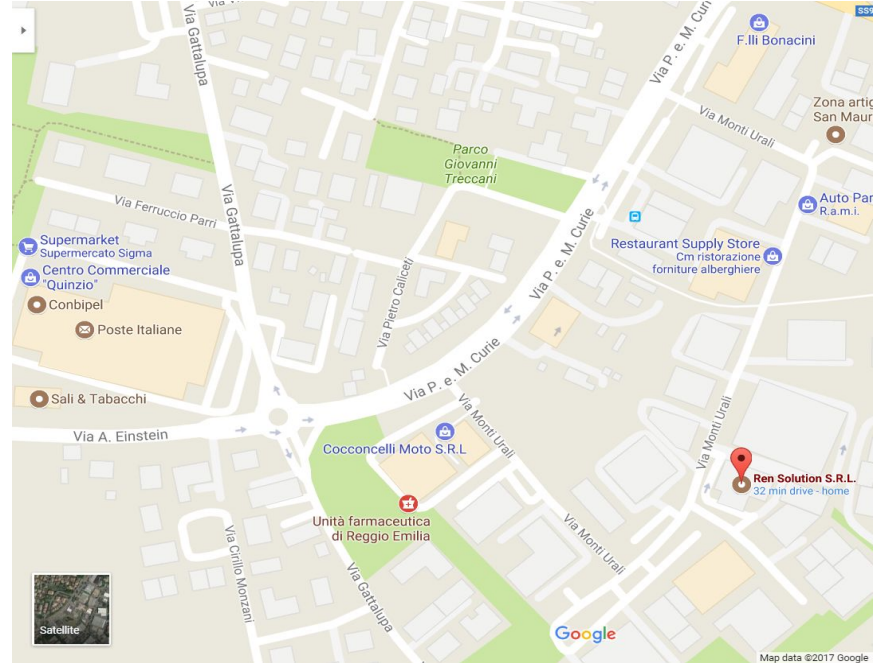 Via Gattalupa
Via P. e. M. Curie
SS9
F.lli Bonacini
Via Monti Urali
Zona artig
San Maur
Parco
Giovanni
Treccani
Via Ferruccio Parri
Via Gattalupa
Auto Par
R.a.m.i.
Supermarket
Supermercato Sigma
Centro Commerciale
"Quinzio"
Restaurant Supply Store
Cm ristorazione
forniture alberghiere
Via P. e. M. Curie
Conbipel
Poste Italiane
Via Pietro Caliceti
Via P. e. M. Curie
Sali & Tabacchi
Via A. Einstein
Cocconcelli Moto S.R.L
Via Monti Urali
Via Monti Urali
Ren Solution S.R.L.
32 min drive - home
Unità farmaceutica
di Reggio Emilia
Via Cirillo Monzani
Via Gattalupa
Via Monti Urali
Satellite
Google
Map data ©2017 Google